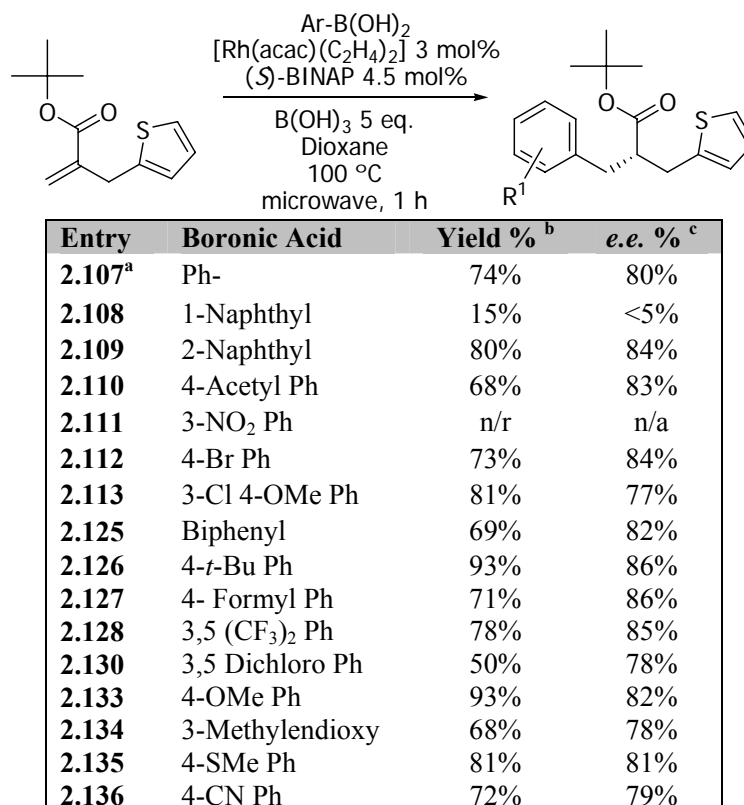 Ar-B(OH)2
[Rh(acac)(C2H4)2] 3 mol%
(S)-BINAP 4.5 mol%
B(OH)3 5 eq.
Dioxane
100 ºC
microwave, 1 h
O
O
S
O
O
S
R1
Entry Boronic Acid Yield % b e.e. % c
2.107a Ph- 74% 80%
2.108 1-Naphthyl 15% <5%
2.109 2-Naphthyl 80% 84%
2.110 4-Acetyl Ph 68% 83%
2.111 3-NO2 Ph n/r n/a
2.112 4-Br Ph 73% 84%
2.113 3-Cl 4-OMe Ph 81% 77%
2.125 Biphenyl 69% 82%
2.126 4-t-Bu Ph 93% 86%
2.127 4- Formyl Ph 71% 86%
2.128 3,5 (CF3)2 Ph 78% 85%
2.130 3,5 Dichloro Ph 50% 78%
2.133 4-OMe Ph 93% 82%
2.134 3-Methylendioxy 68% 78%
2.135 4-SMe Ph 81% 81%
2.136 4-CN Ph 72% 79%